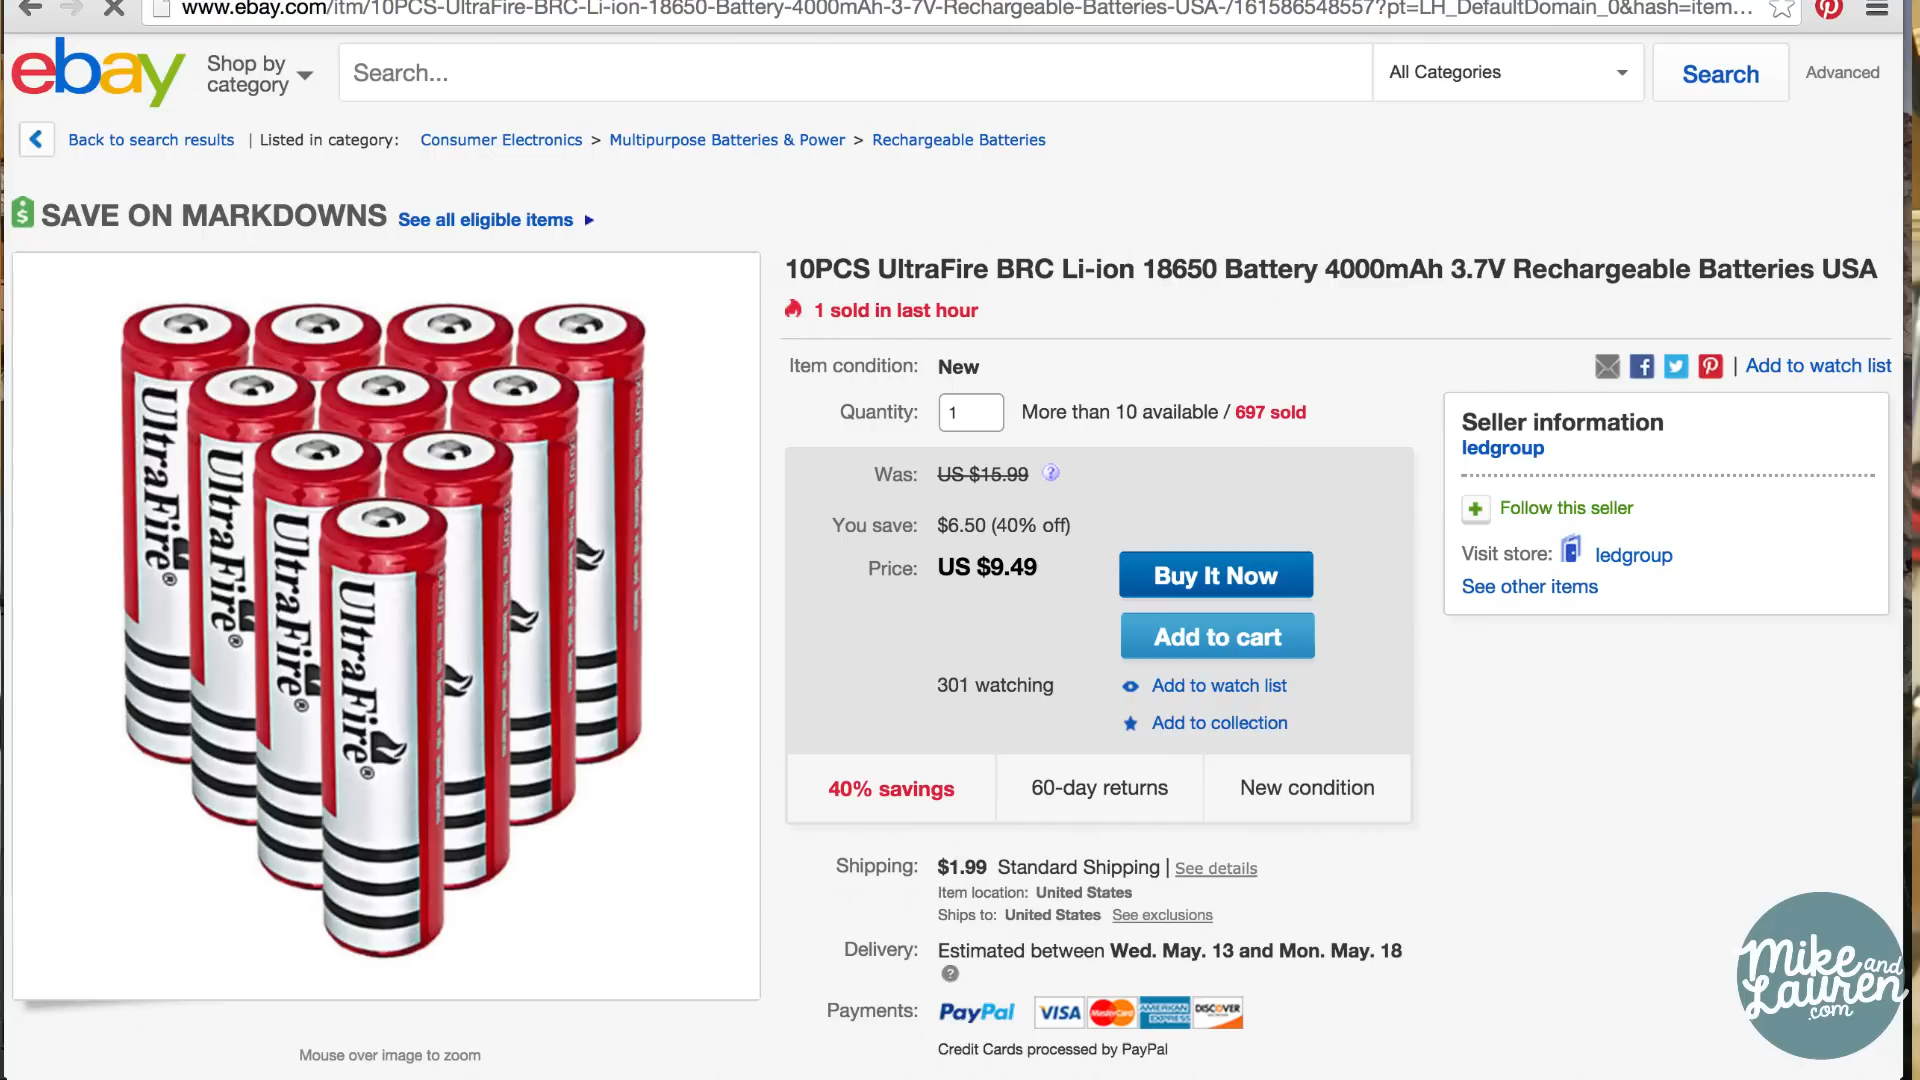 www.ebay.com/itm/10PCS-UltraFire-BRC-Li-ion-18650-Battery-4000mAh-3-7V-Rechargeable-Batteries-USA-/161586548557?pt=LH_DefaultDomain_0&hash=item...
ebay
Shop by category
Search...
All Categories
Search
Advanced
Back to search results | Listed in category: Consumer Electronics > Multipurpose Batteries & Power > Rechargeable Batteries
$ SAVE ON MARKDOWNS See all eligible items
10PCS UltraFire BRC Li-ion 18650 Battery 4000mAh 3.7V Rechargeable Batteries USA
1 sold in last hour
UltraFire®
UltraFire®
UltraFire®
UltraFire®
Mouse over image to zoom
Item condition: New
Quantity: 1 More than 10 available / 697 sold
Was: US $15.99 ?
You save: $6.50 (40% off)
Price: US $9.49
Buy It Now
Add to cart
301 watching
Add to watch list
Add to collection
40% savings
60-day returns
New condition
Shipping: $1.99 Standard Shipping | See details
Item location: United States
Ships to: United States See exclusions
Delivery: Estimated between Wed. May. 13 and Mon. May. 18
?
Payments: PayPal VISA MasterCard AMERICAN EXPRESS DISCOVER
Credit Cards processed by PayPal
| Add to watch list
Seller information
ledgroup
Follow this seller
Visit store: ledgroup
See other items
Mike and
Lauren
.com